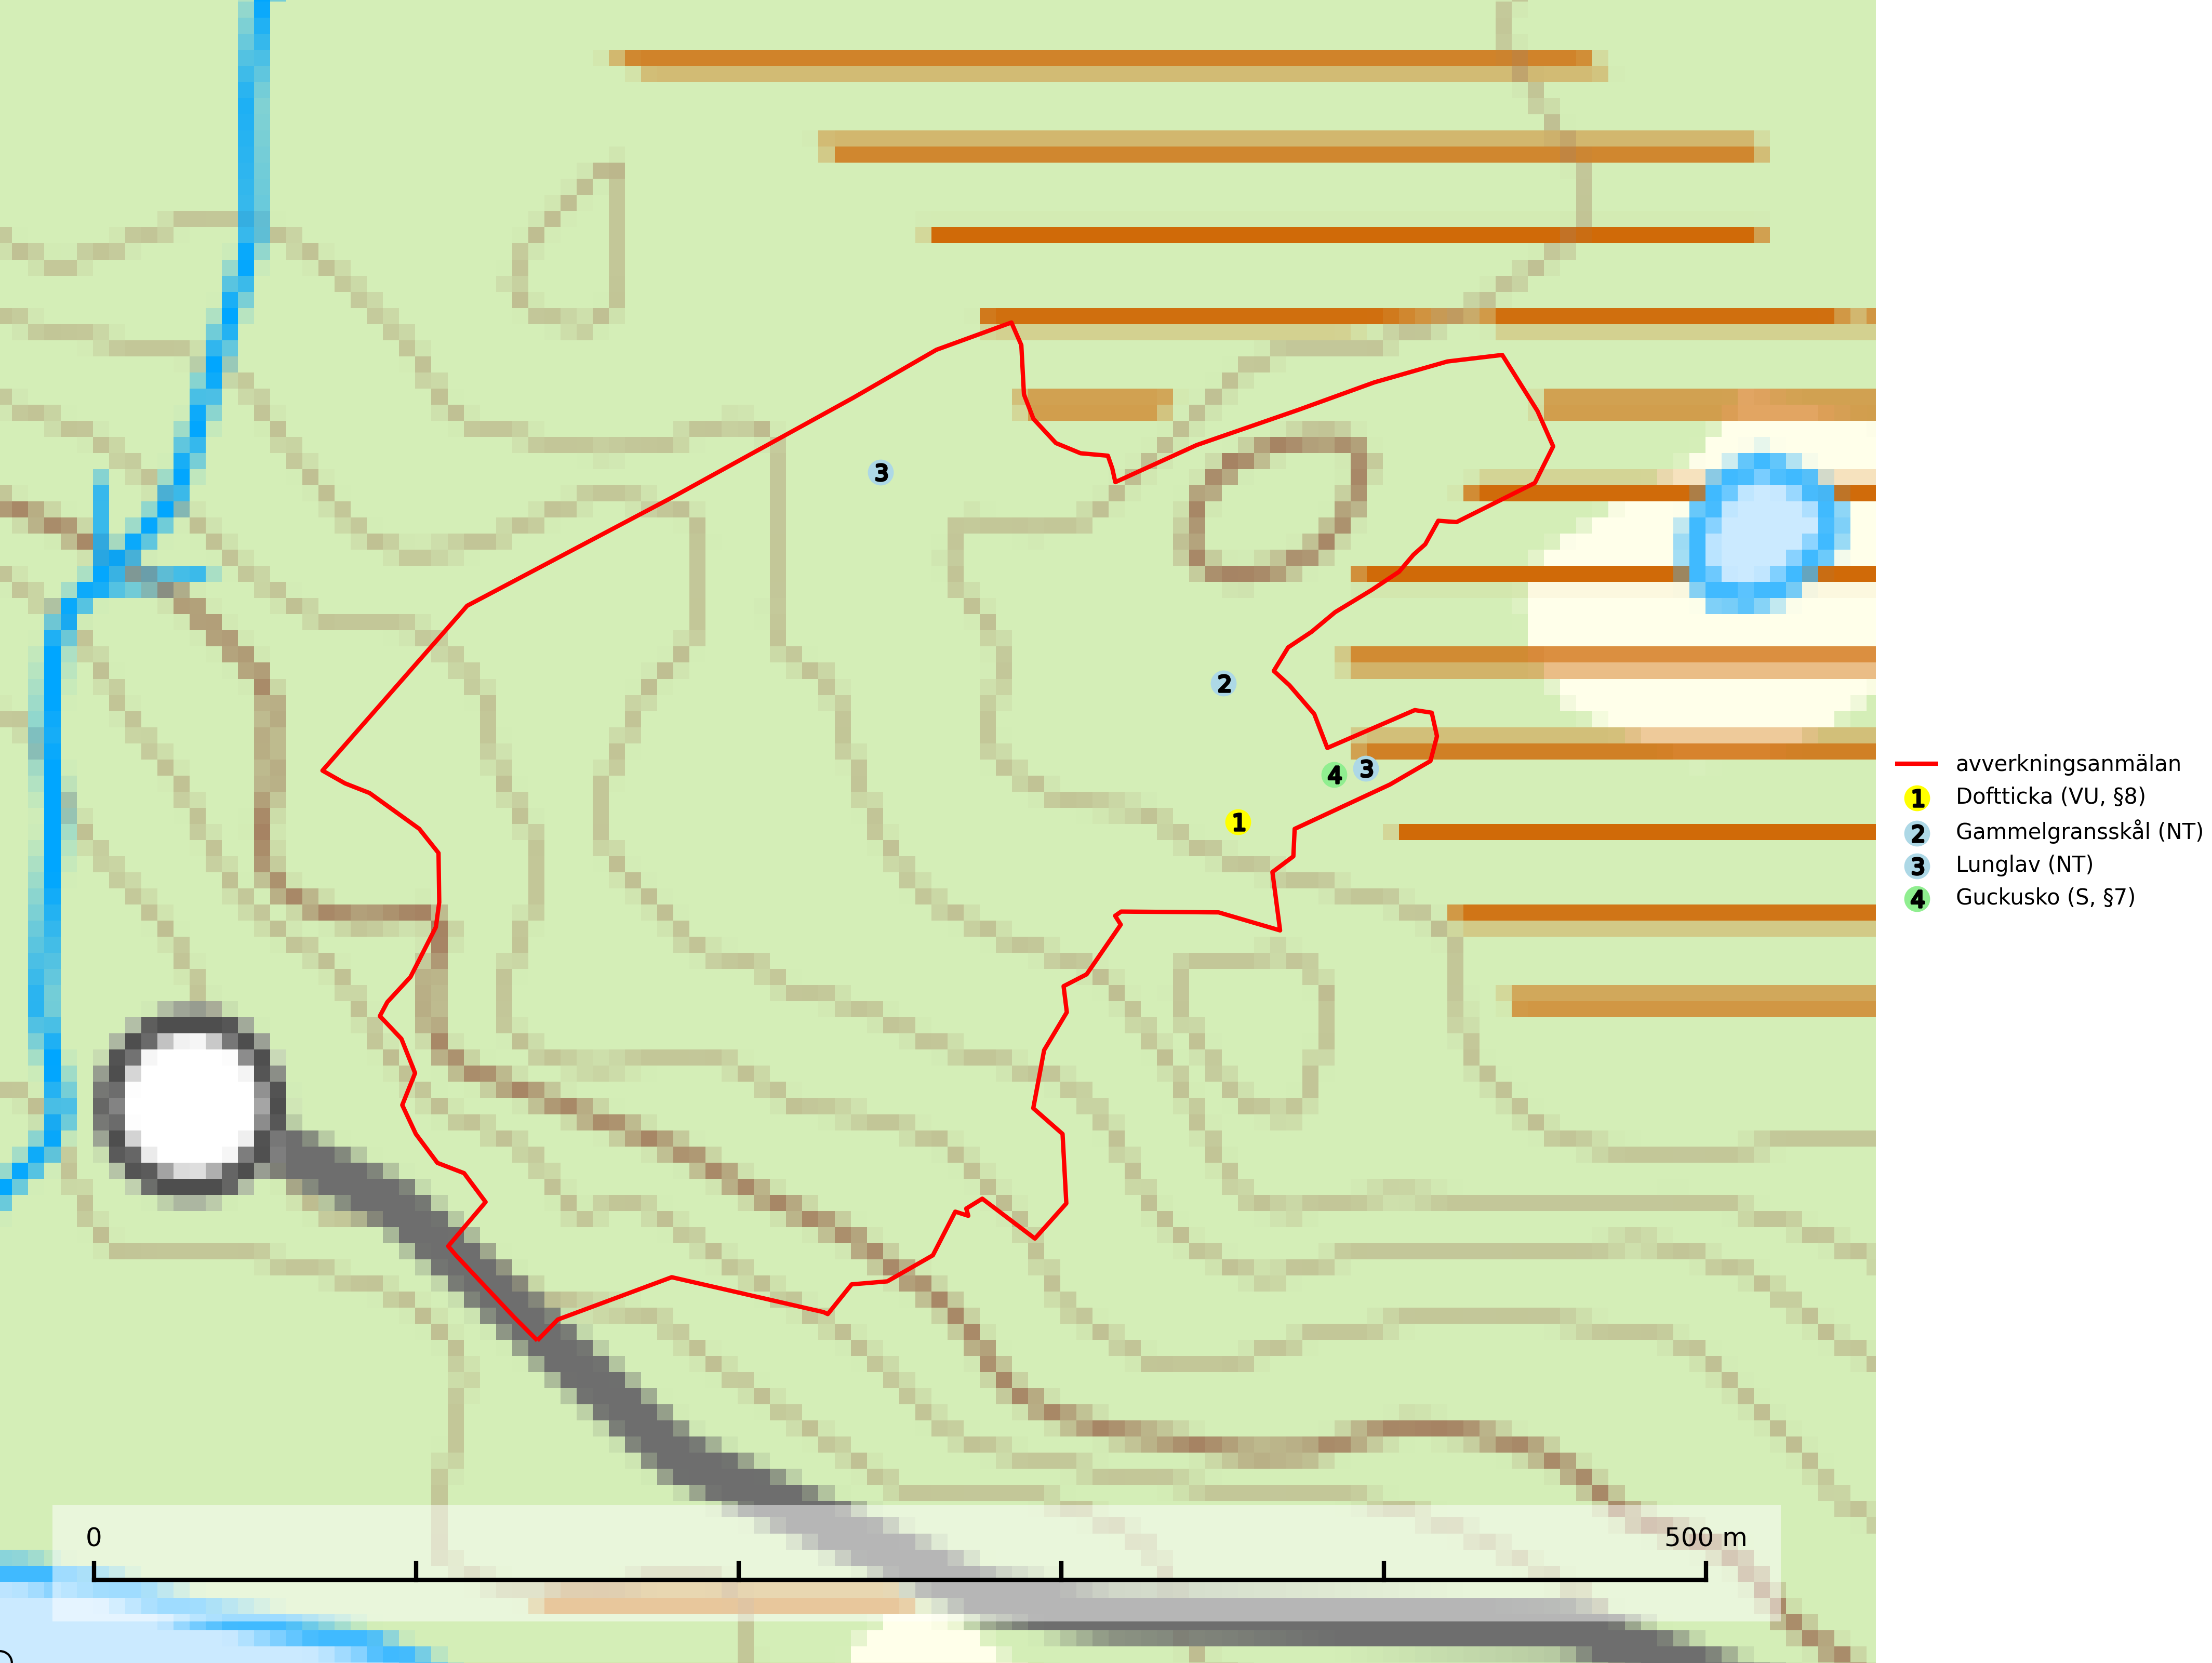 3
2
4 3
1
avverkningsanmälan
1 Doftticka (VU, §8)
2 Gammelgransskål (NT)
3 Lunglav (NT)
4 Guckusko (S, §7)
0 500 m